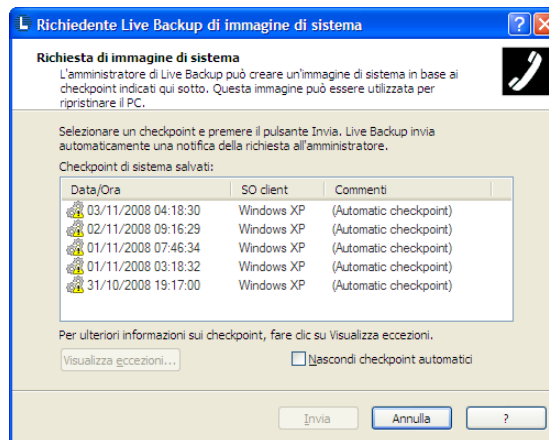 L Richiedente Live Backup di immagine di sistema ? X
Richiesta di immagine di sistema
L'amministratore di Live Backup può creare un'immagine di sistema in base ai
checkpoint indicati qui sotto. Questa immagine può essere utilizzata per
ripristinare il PC.
Selezionare un checkpoint e premere il pulsante Invia. Live Backup invia
automaticamente una notifica della richiesta all'amministratore.
Checkpoint di sistema salvati:
Data/Ora SO client Commenti
03/11/2008 04:18:30 Windows XP (Automatic checkpoint)
02/11/2008 09:16:29 Windows XP (Automatic checkpoint)
01/11/2008 07:46:34 Windows XP (Automatic checkpoint)
01/11/2008 03:18:32 Windows XP (Automatic checkpoint)
31/10/2008 19:17:00 Windows XP (Automatic checkpoint)
Per ulteriori informazioni sui checkpoint, fare clic su Visualizza eccezioni.
Visualizza eccezioni... Nascondi checkpoint automatici
Invia Annulla ?